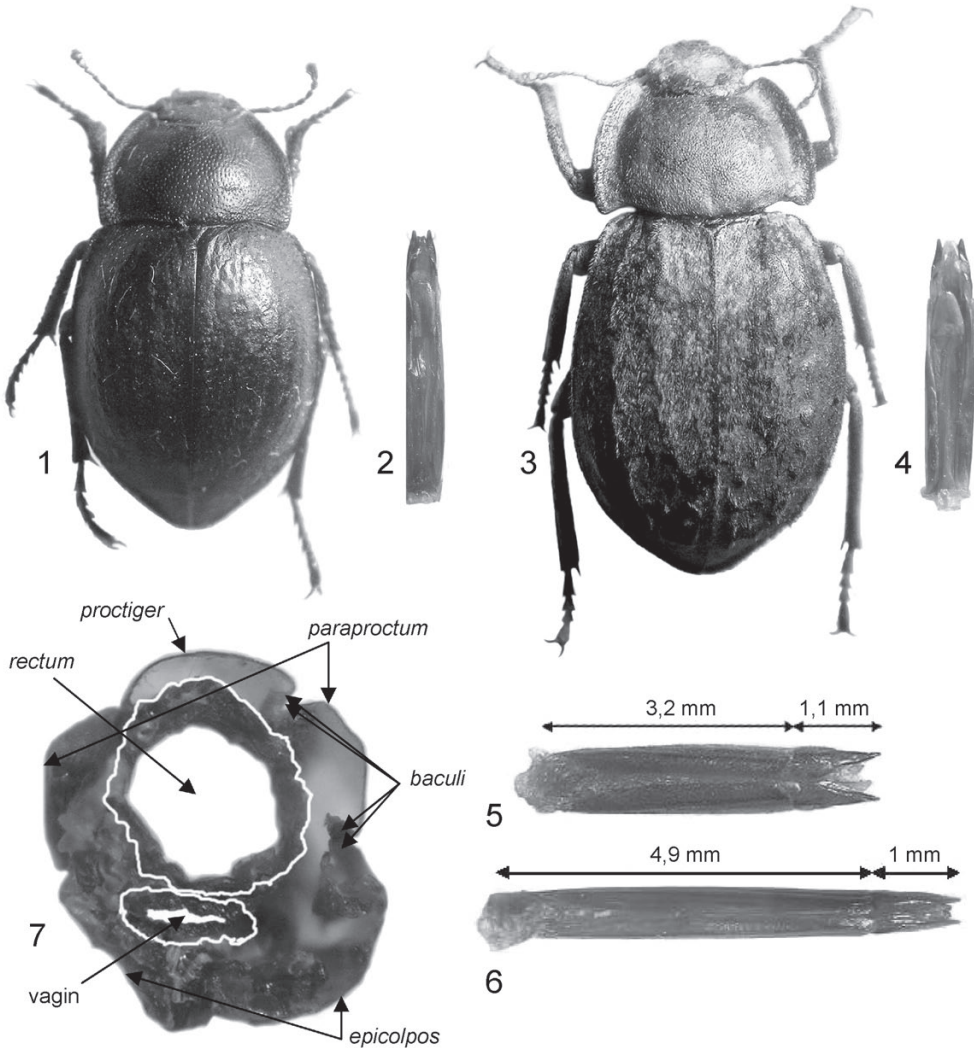 1
2
3
4
proctiger
paraproctum
rectum
baculi
7
vagin
epicolpos
3,2 mm
1,1 mm
5
4,9 mm
1 mm
6